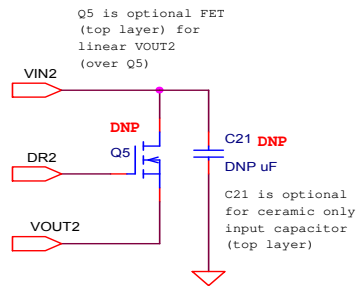 Q5 is optional FET
(top layer) for
linear VOUT2
(over Q5)
VIN2
DNP
Q5
C21 DNP
DNP uF
DR2
C21 is optional
for ceramic only
input capacitor
(top layer)
VOUT2